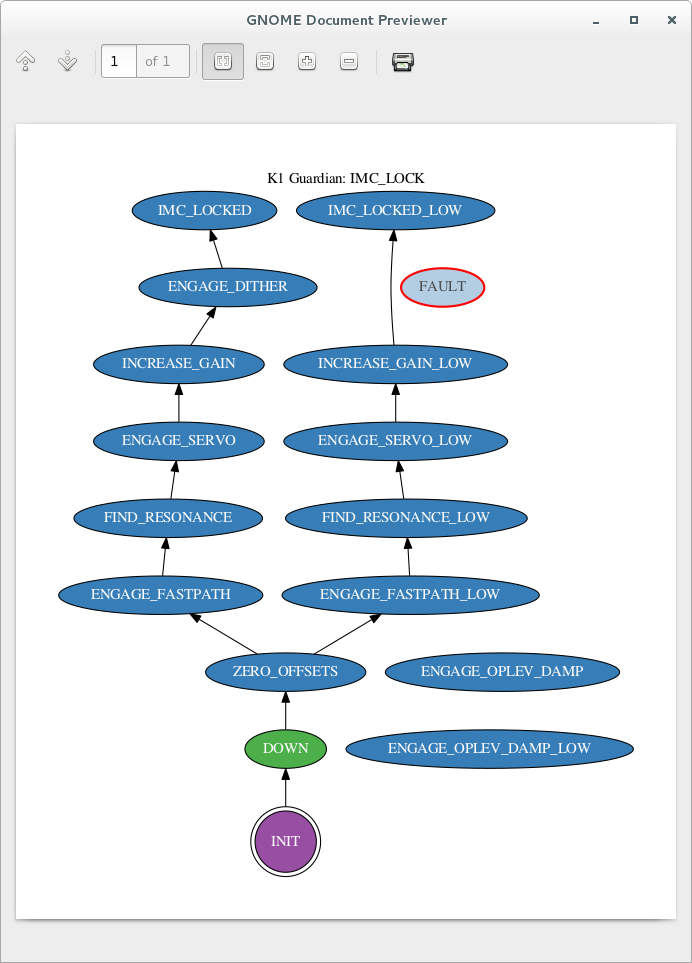 GNOME Document Previewer
1 of 1
K1 Guardian: IMC_LOCK
IMC_LOCKED IMC_LOCKED_LOW
ENGAGE_DITHER FAULT
INCREASE_GAIN INCREASE_GAIN_LOW
ENGAGE_SERVO ENGAGE_SERVO_LOW
FIND_RESONANCE FIND_RESONANCE_LOW
ENGAGE_FASTPATH ENGAGE_FASTPATH_LOW
ZERO_OFFSETS ENGAGE_OPLEV_DAMP
DOWN ENGAGE_OPLEV_DAMP_LOW
INIT